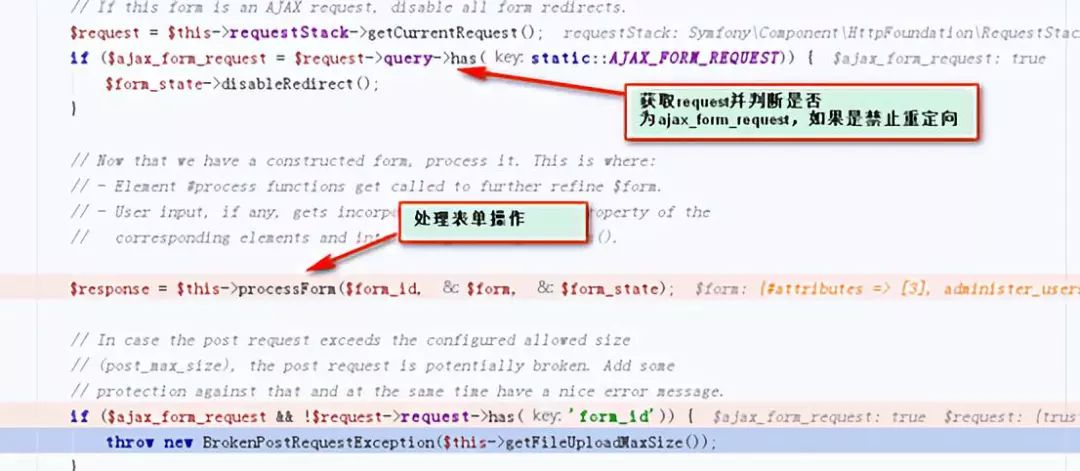 // If this form is an AJAX request, disable all form redirects.
$request = $this->requestStack->getCurrentRequest(); requestStack: Symfony\Component\HttpFoundation\RequestStac
if ($ajax_form_request = $request->query->has( key: static::AJAX_FORM_REQUEST)) { $ajax_form_request: true
$form_state->disableRedirect();
获取request并判断是否
为ajax_form_request，如果是禁止重定向
}
// Now that we have a constructed form, process it. This is where:
// - Element #process functions get called to further refine $form.
// - User input, if any, gets incorpo property of the
处理表单操作
// corresponding elements and int ().
$response = $this->processForm($form_id, &: $form, &: $form_state); $form: {#attributes => [3], administer_users
// In case the post request exceeds the configured allowed size
// (post_max_size), the post request is potentially broken. Add some
// protection against that and at the same time have a nice error message.
if ($ajax_form_request && !$request->request->has( key: 'form_id')) { $ajax_form_request: true $request: {trus
throw new BrokenPostRequestException($this->getFileUploadMaxSize());
}